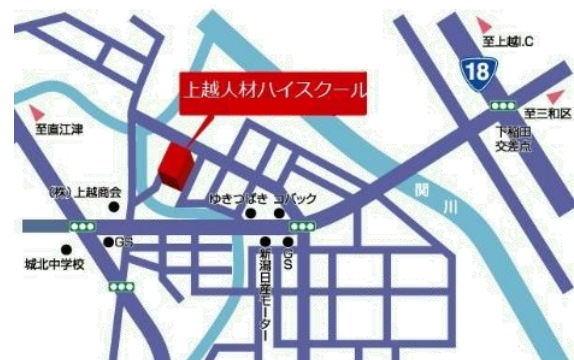 至上越I.C
18
上越人材ハイスクール
至三和区
下稲田
交差点
至直江津
関川
(株)上越商会
ゆきつばき
コバック
GS
城北中学校
新潟日産モーター
GS